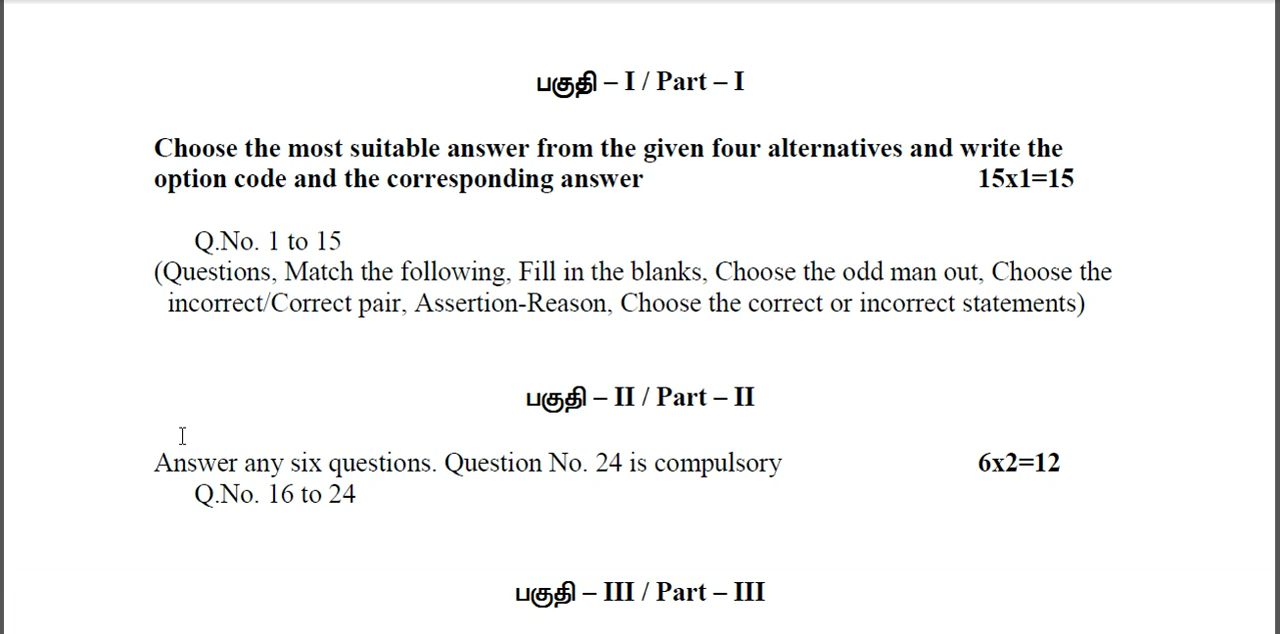 பகுதி – I / Part – I
Choose the most suitable answer from the given four alternatives and write the
option code and the corresponding answer 15x1=15
Q.No. 1 to 15
(Questions, Match the following, Fill in the blanks, Choose the odd man out, Choose the
incorrect/Correct pair, Assertion-Reason, Choose the correct or incorrect statements)
பகுதி – II / Part – II
Answer any six questions. Question No. 24 is compulsory 6x2=12
Q.No. 16 to 24
பகுதி – III / Part – III